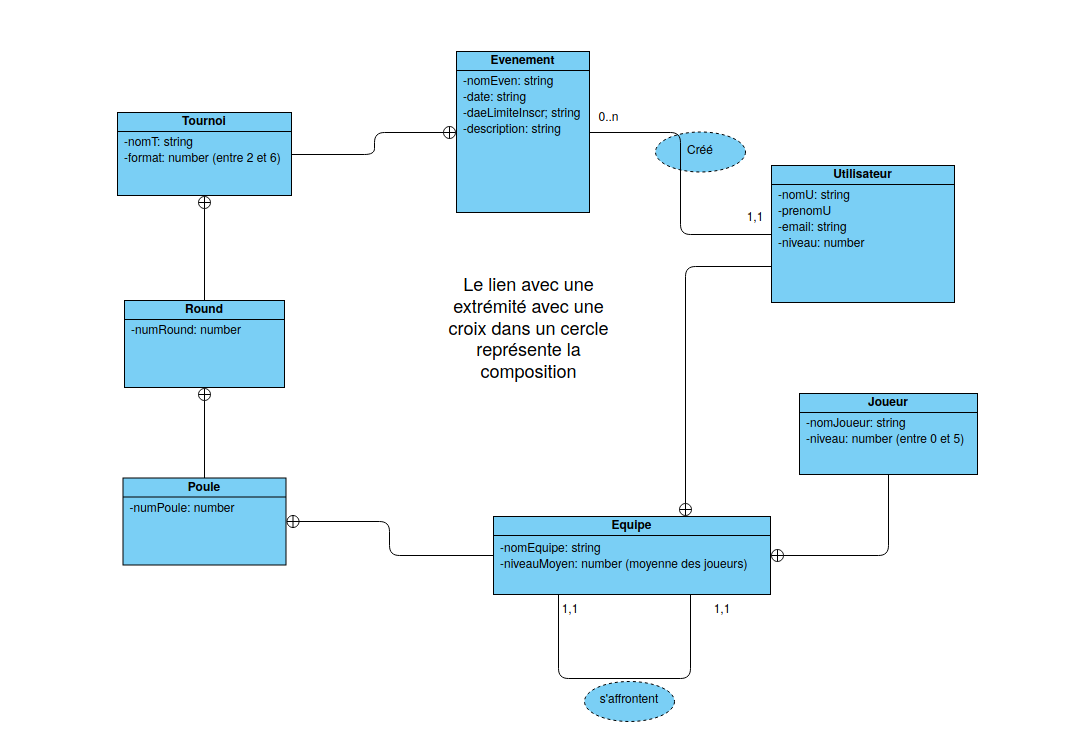 Evenement
-nomEven: string
-date: string
-daeLimiteInscr; string
-description: string
0..n
Créé
Tournoi
-nomT: string
-format: number (entre 2 et 6)
Utilisateur
-nomU: string
-prenomU
-email: string
-niveau: number
1,1
Le lien avec une
extrémité avec une
croix dans un cercle
représente la
composition
Round
-numRound: number
Joueur
-nomJoueur: string
-niveau: number (entre 0 et 5)
Poule
-numPoule: number
Equipe
-nomEquipe: string
-niveauMoyen: number (moyenne des joueurs)
1,1
1,1
s'affrontent